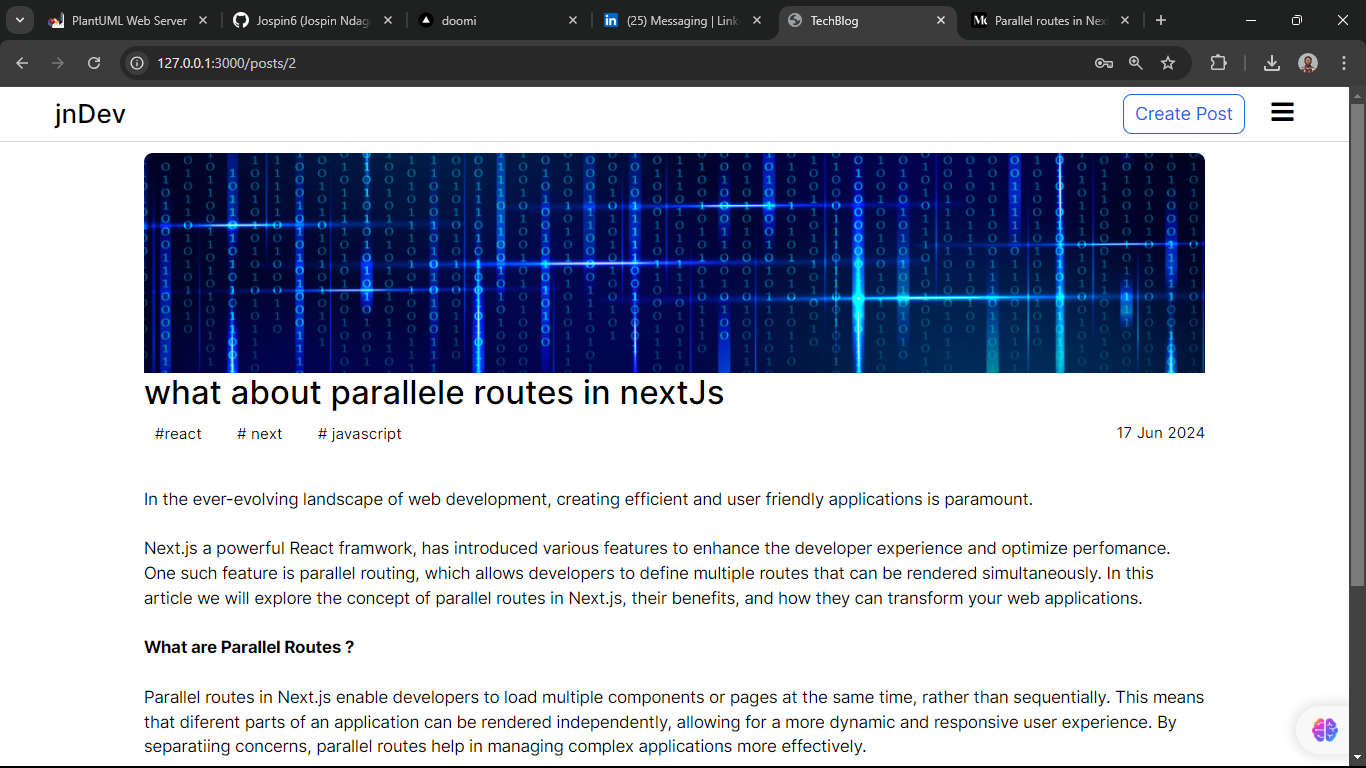 PlantUML Web Server
Jospin6 (Jospin Ndag
doomi
(25) Messaging | Link
TechBlog
Parallel routes in Nex
127.0.0.1:3000/posts/2
jnDev
Create Post
what about parallele routes in nextJs
#react # next # javascript
17 Jun 2024
In the ever-evolving landscape of web development, creating efficient and user friendly applications is paramount.
Next.js a powerful React framwork, has introduced various features to enhance the developer experience and optimize perfomance.
One such feature is parallel routing, which allows developers to define multiple routes that can be rendered simultaneously. In this
article we will explore the concept of parallel routes in Next.js, their benefits, and how they can transform your web applications.
What are Parallel Routes ?
Parallel routes in Next.js enable developers to load multiple components or pages at the same time, rather than sequentially. This means
that diferent parts of an application can be rendered independently, allowing for a more dynamic and responsive user experience. By
separatiing concerns, parallel routes help in managing complex applications more effectively.